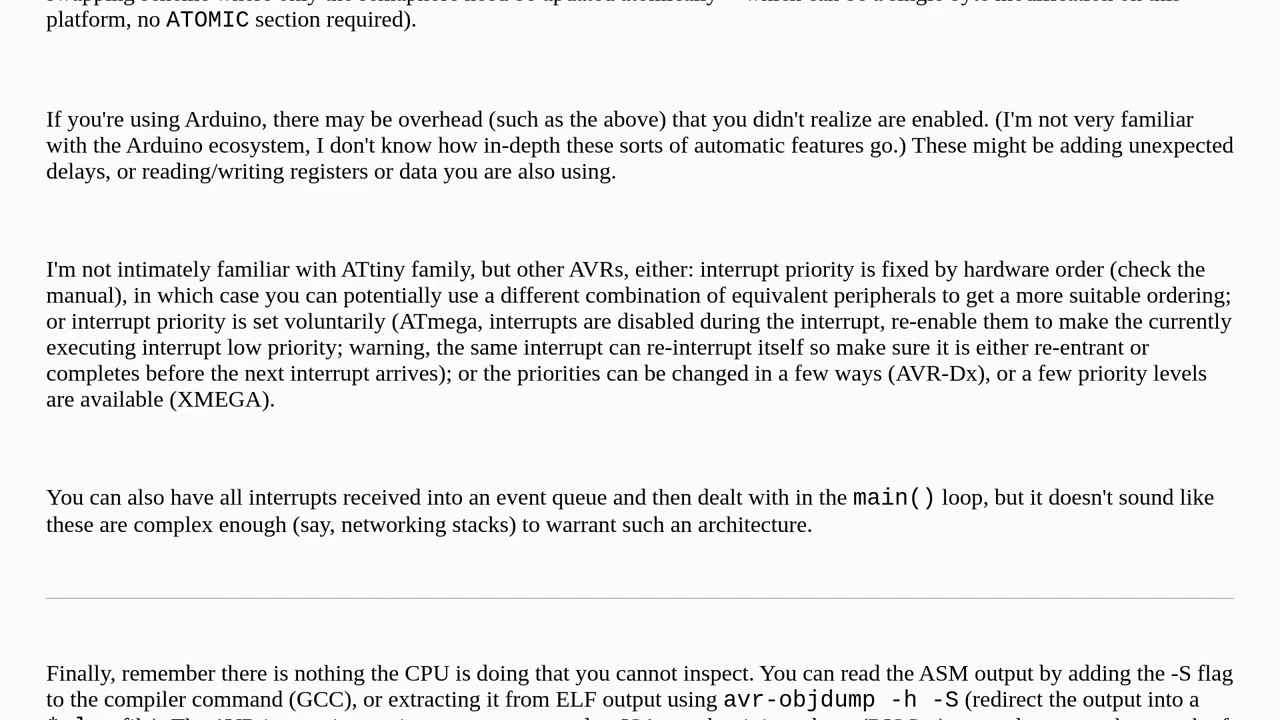 platform, no ATOMIC section required).
If you're using Arduino, there may be overhead (such as the above) that you didn't realize are enabled. (I'm not very familiar
with the Arduino ecosystem, I don't know how in-depth these sorts of automatic features go.) These might be adding unexpected
delays, or reading/writing registers or data you are also using.
I'm not intimately familiar with ATtiny family, but other AVRs, either: interrupt priority is fixed by hardware order (check the
manual), in which case you can potentially use a different combination of equivalent peripherals to get a more suitable ordering;
or interrupt priority is set voluntarily (ATmega, interrupts are disabled during the interrupt, re-enable them to make the currently
executing interrupt low priority; warning, the same interrupt can re-interrupt itself so make sure it is either re-entrant or
completes before the next interrupt arrives); or the priorities can be changed in a few ways (AVR-Dx), or a few priority levels
are available (XMEGA).
You can also have all interrupts received into an event queue and then dealt with in the main() loop, but it doesn't sound like
these are complex enough (say, networking stacks) to warrant such an architecture.
Finally, remember there is nothing the CPU is doing that you cannot inspect. You can read the ASM output by adding the -S flag
to the compiler command (GCC), or extracting it from ELF output using avr-objdump -h -S (redirect the output into a